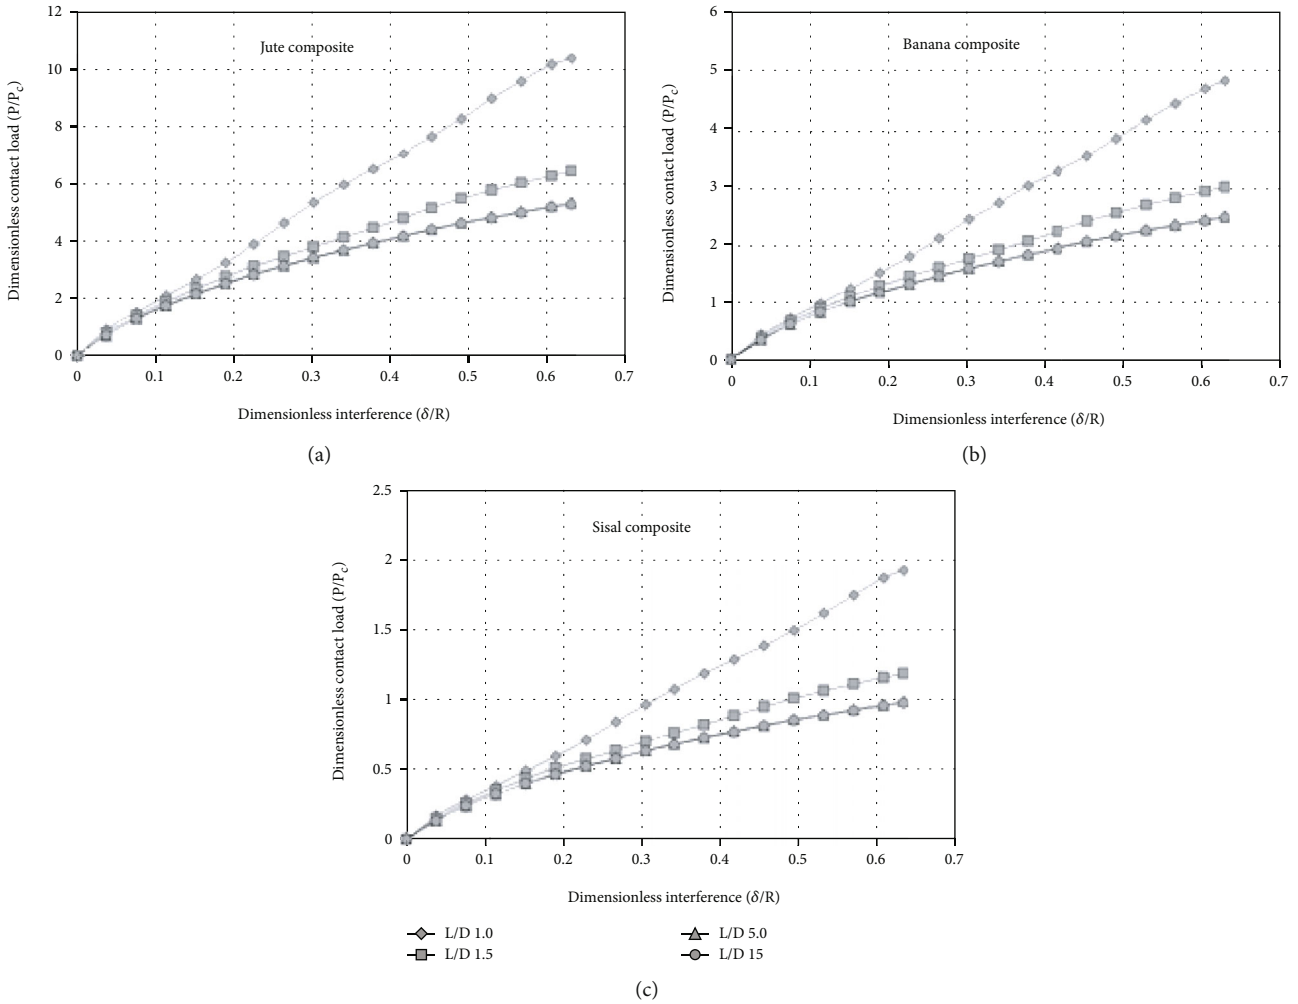 12
10
8
6
4
2
0
Dimensionless contact load (P/Pc)
Jute composite
0 0.1 0.2 0.3 0.4 0.5 0.6 0.7
Dimensionless interference (δ/R)
(a)
6
5
4
3
2
1
0
Dimensionless contact load (P/Pc)
Banana composite
0 0.1 0.2 0.3 0.4 0.5 0.6 0.7
Dimensionless interference (δ/R)
(b)
2.5
2
1.5
1
0.5
0
Dimensionless contact load (P/Pc)
Sisal composite
0 0.1 0.2 0.3 0.4 0.5 0.6 0.7
Dimensionless interference (δ/R)
L/D 1.0
L/D 1.5
L/D 5.0
L/D 15
(c)